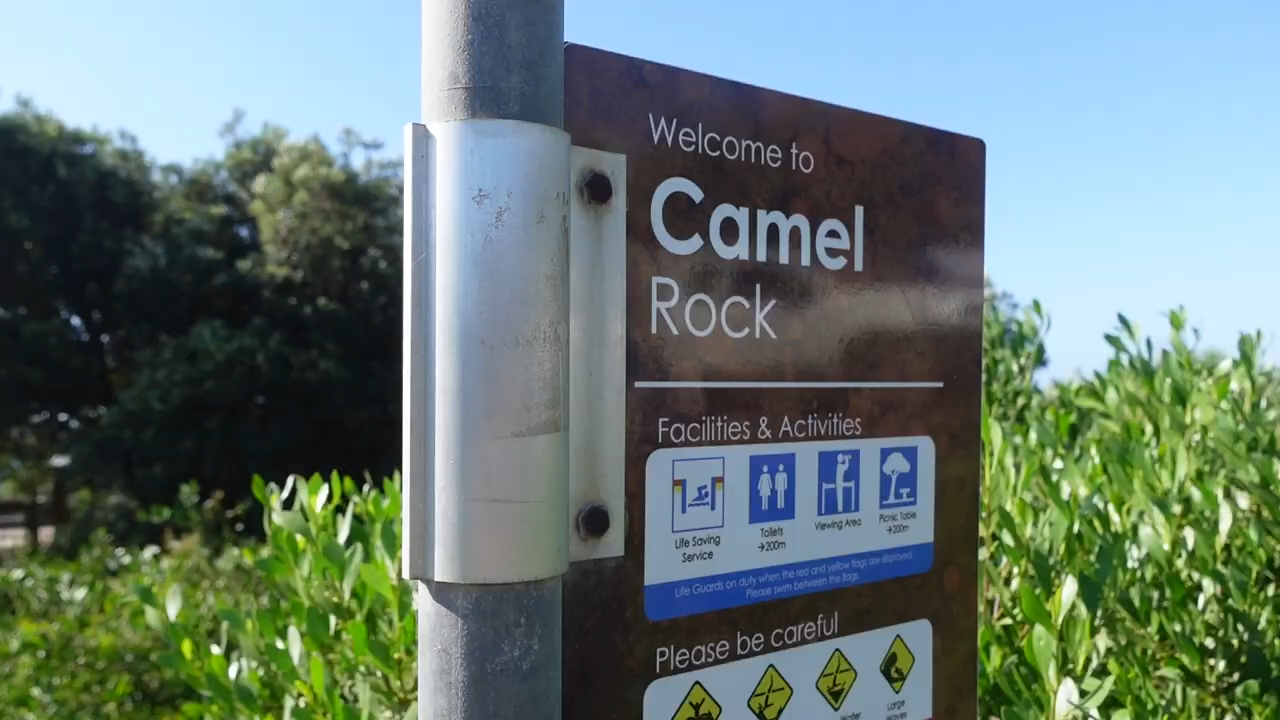 Welcome to
Camel
Rock
Facilities & Activities
Life Saving
Service
Toilets
→200m
Viewing Area
Picnic Table
→200m
Life Guards on duty when the red and yellow flags are displayed.
Please swim between the flags.
Please be careful
Water
Large
Waves